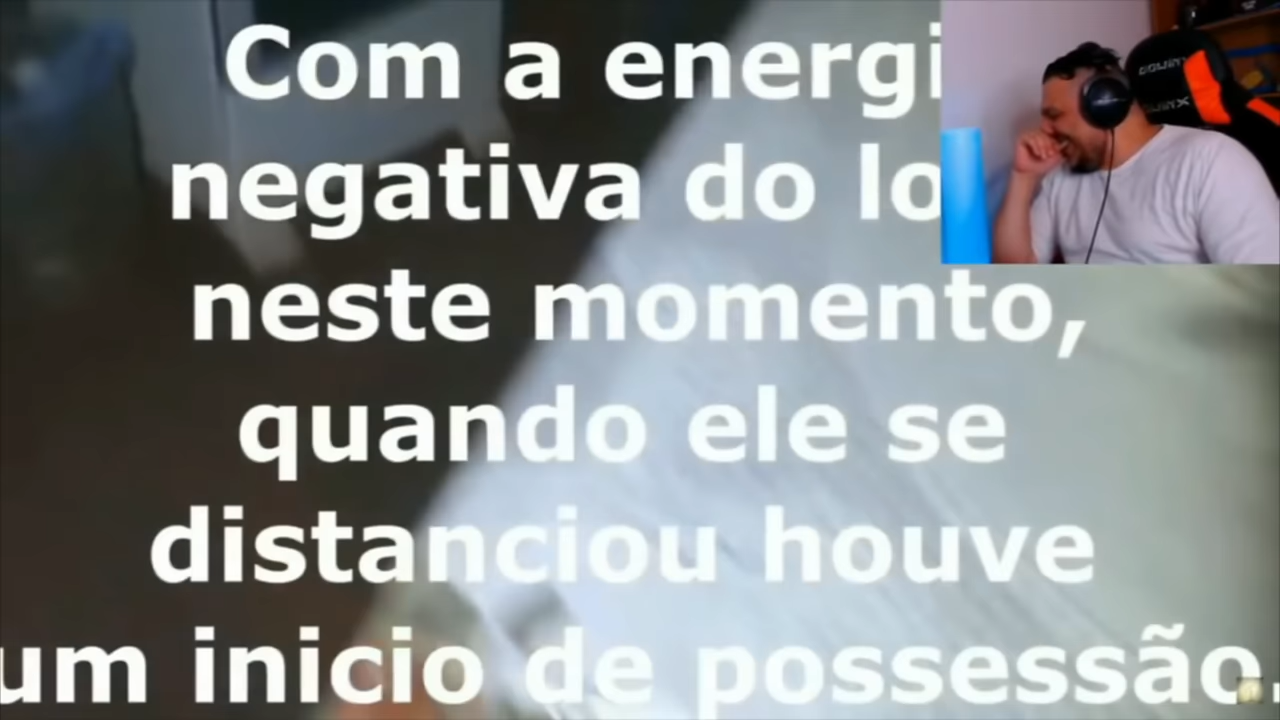 Com a energi
negativa do lo
neste momento,
quando ele se
distanciou houve
um inicio de possessão.